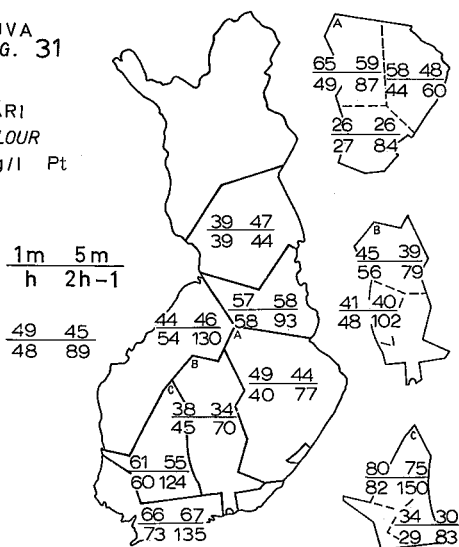 UVA
G. 31
ÄRI
LOUR
g/l Pt
1m 5m
h 2h-1
49 45
48 89
39 47
39 44
57 58
58 93
A
44 46
54 130
B
49 44
40 77
C
38 34
45 70
61 55
60 124
66 67
73 135
A
65 59
49 87
58 48
44 60
26 26
27 84
B
45 39
56 79
41 40
48 102
C
80 75
82 150
34 30
29 83